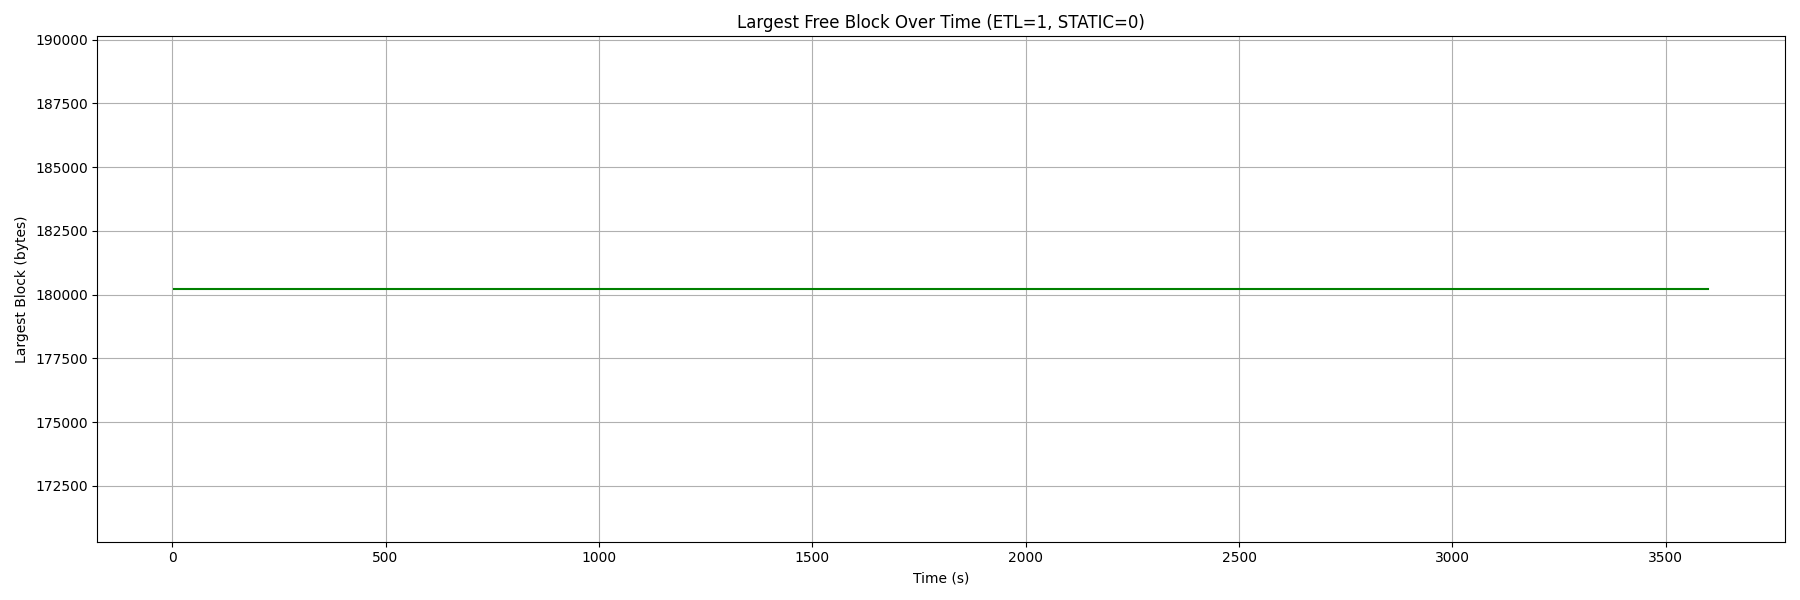 Largest Free Block Over Time (ETL=1, STATIC=0)
190000
187500
185000
182500
180000
177500
175000
172500
Largest Block (bytes)
0 500 1000 1500 2000 2500 3000 3500
Time (s)